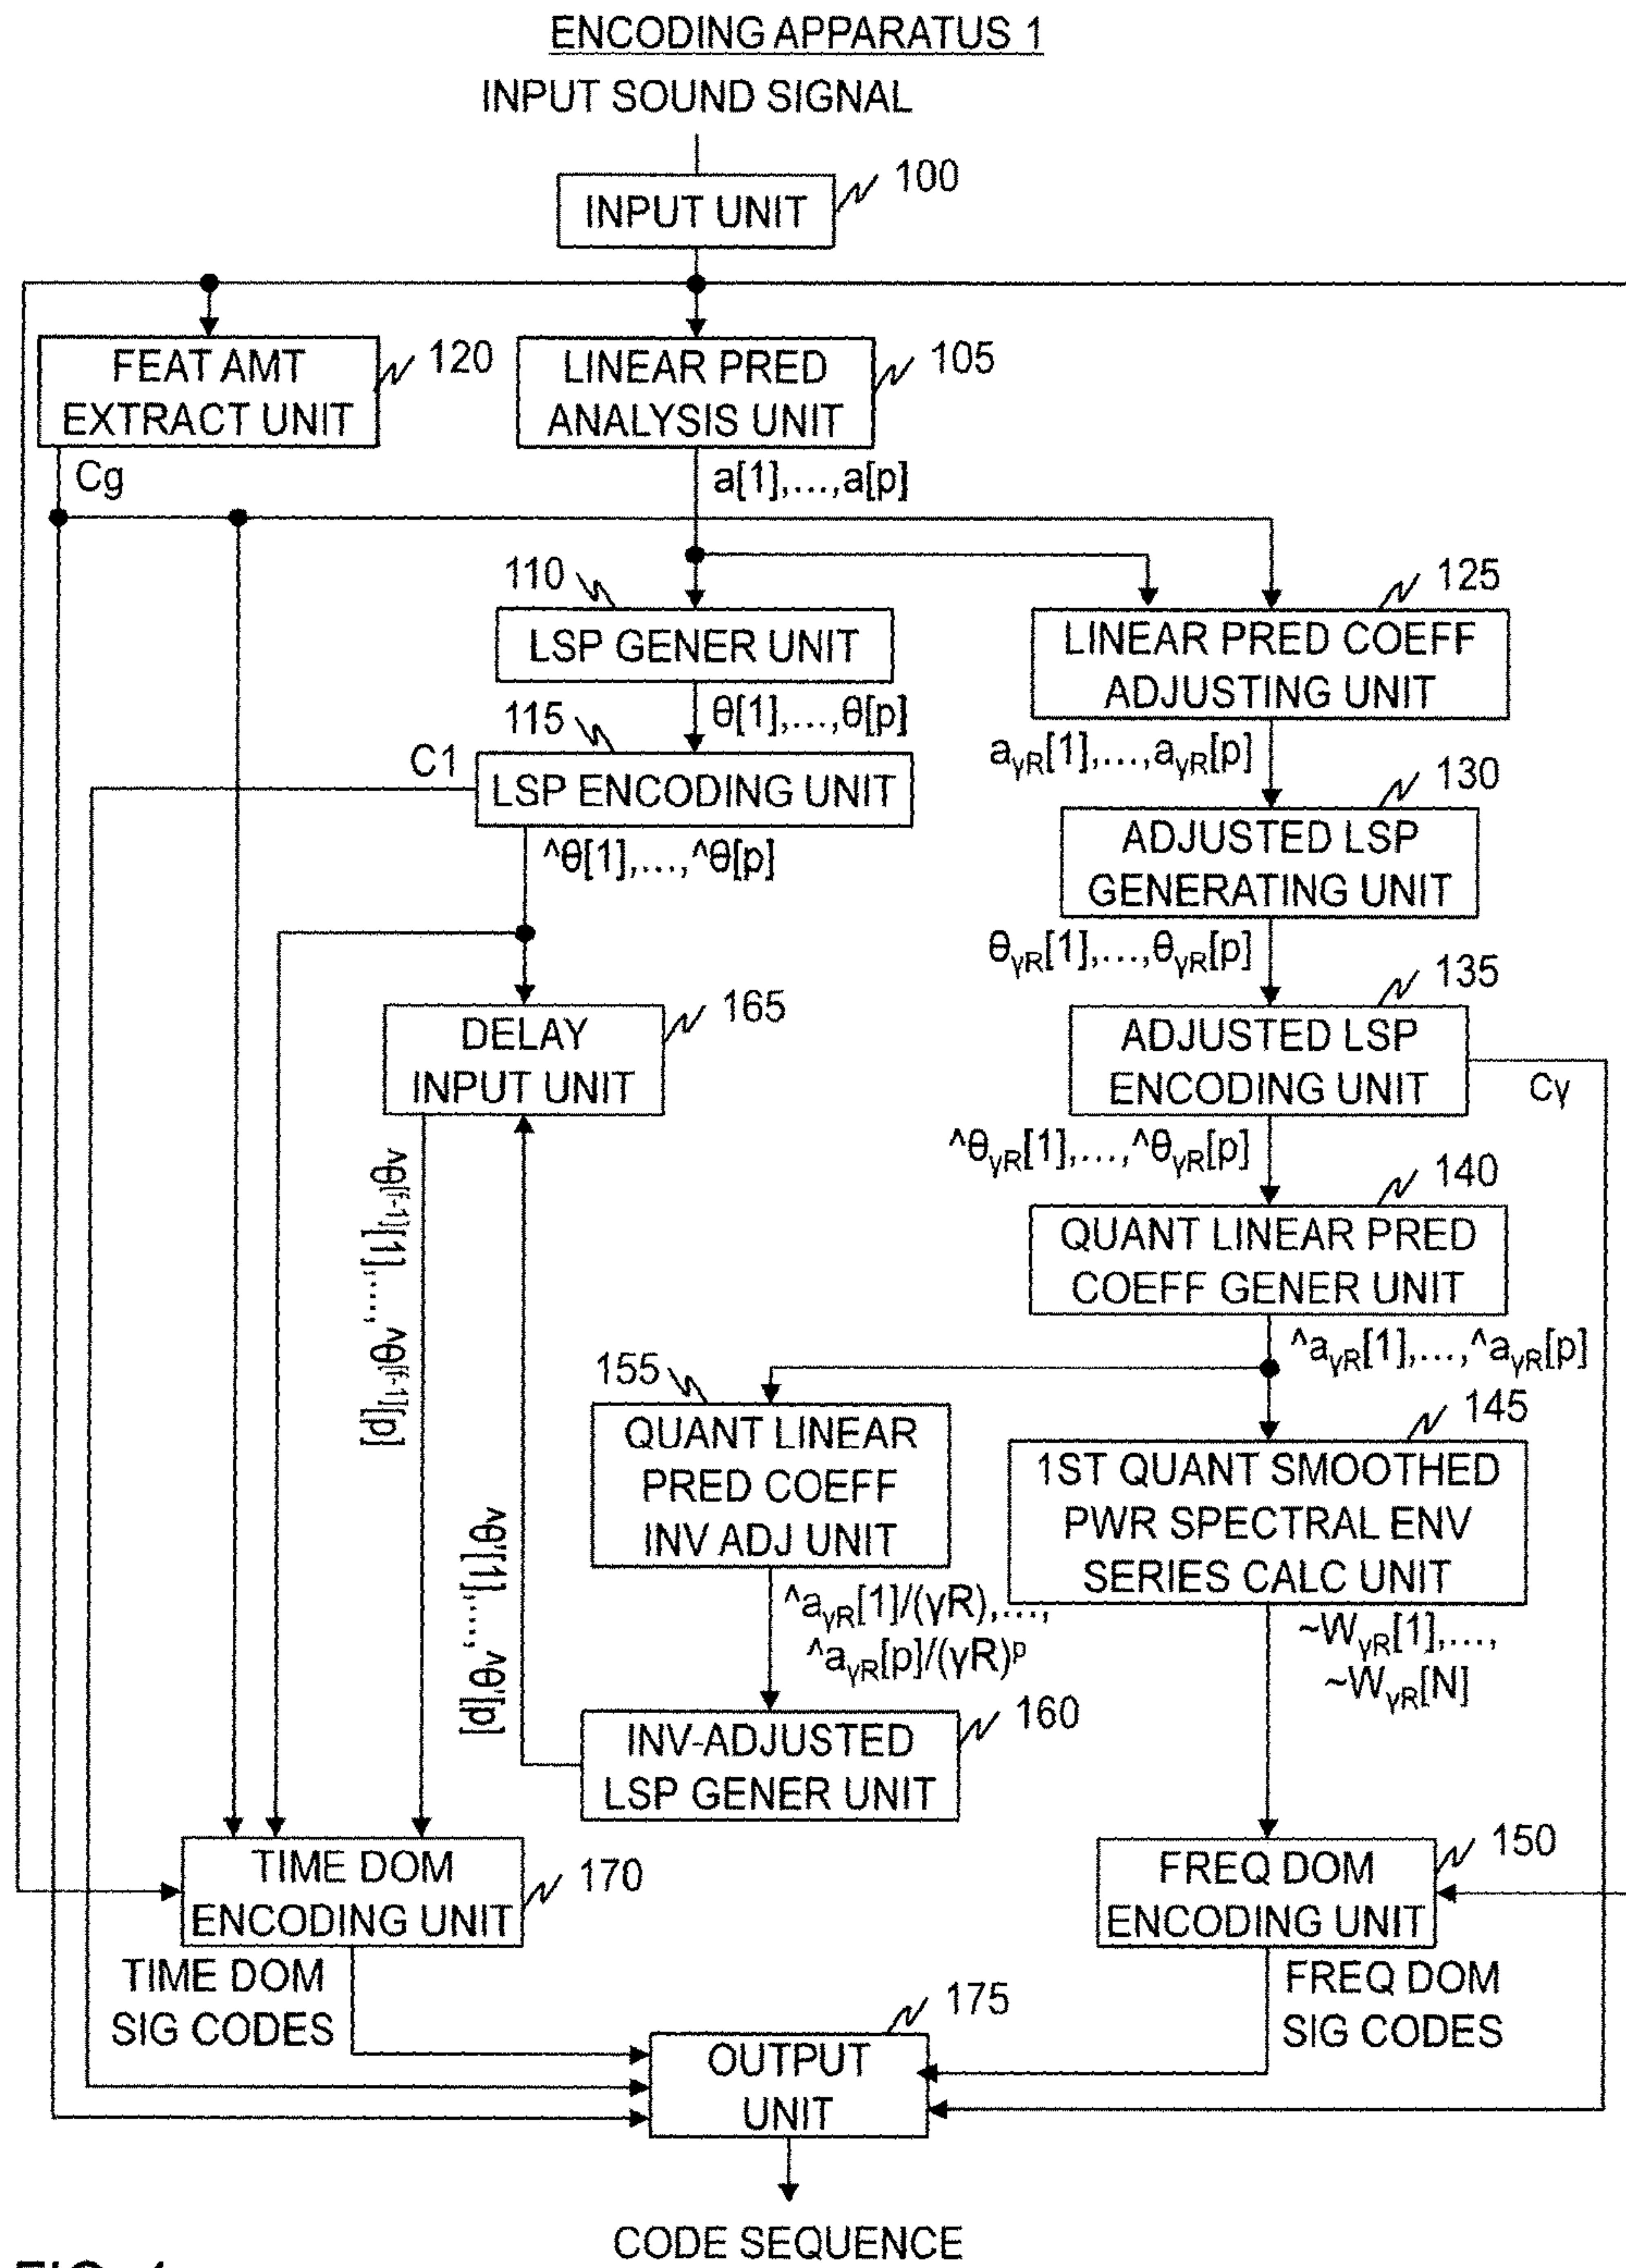 ENCODING APPARATUS 1
INPUT SOUND SIGNAL
INPUT UNIT
100
FEAT AMT
EXTRACT UNIT
120
LINEAR PRED
ANALYSIS UNIT
105
Cg
a[1],...,a[p]
110
LSP GENER UNIT
125
LINEAR PRED COEFF
ADJUSTING UNIT
θ[1],...,θ[p]
115
C1
LSP ENCODING UNIT
aγR[1],...,aγR[p]
130
ADJUSTED LSP
GENERATING UNIT
^θ[1],...,^θ[p]
θγR[1],...,θγR[p]
135
ADJUSTED LSP
ENCODING UNIT
Cγ
165
DELAY
INPUT UNIT
^θγR[1],...,^θγR[p]
140
QUANT LINEAR PRED
COEFF GENER UNIT
^θ[f-1][1],...,^θ[f-1][p]
^aγR[1],...,^aγR[p]
155
QUANT LINEAR
PRED COEFF
INV ADJ UNIT
145
1ST QUANT SMOOTHED
PWR SPECTRAL ENV
SERIES CALC UNIT
^θ'[1],...,^θ'[p]
^aγR[1]/(γR),...,
^aγR[p]/(γR)p
~WγR[1],...,
~WγR[N]
160
INV-ADJUSTED
LSP GENER UNIT
TIME DOM
ENCODING UNIT
170
FREQ DOM
ENCODING UNIT
150
TIME DOM
SIG CODES
FREQ DOM
SIG CODES
175
OUTPUT
UNIT
CODE SEQUENCE